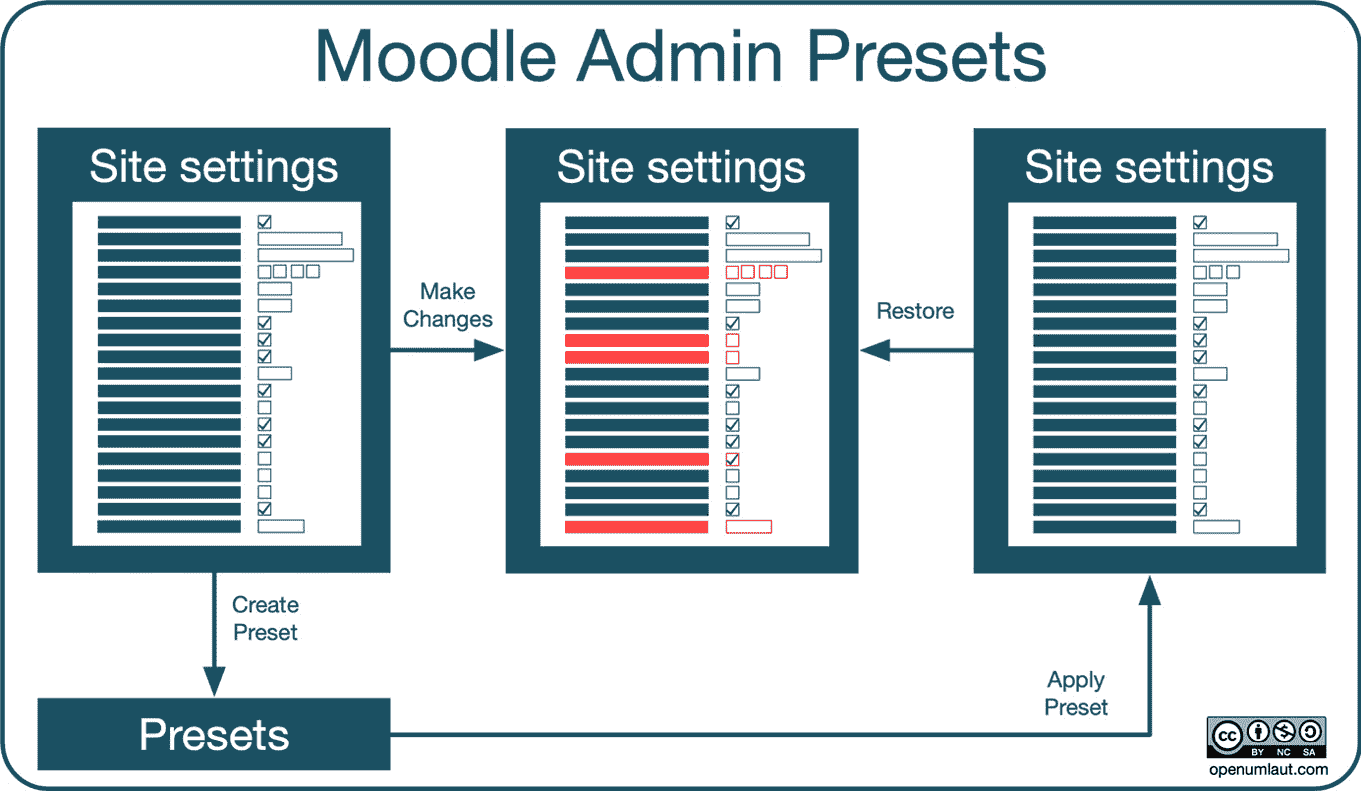 Moodle Admin Presets
Site settings
Site settings
Site settings
Make
Changes
Restore
Create
Preset
Apply
Preset
Presets
cc
BY NC SA
openumlaut.com